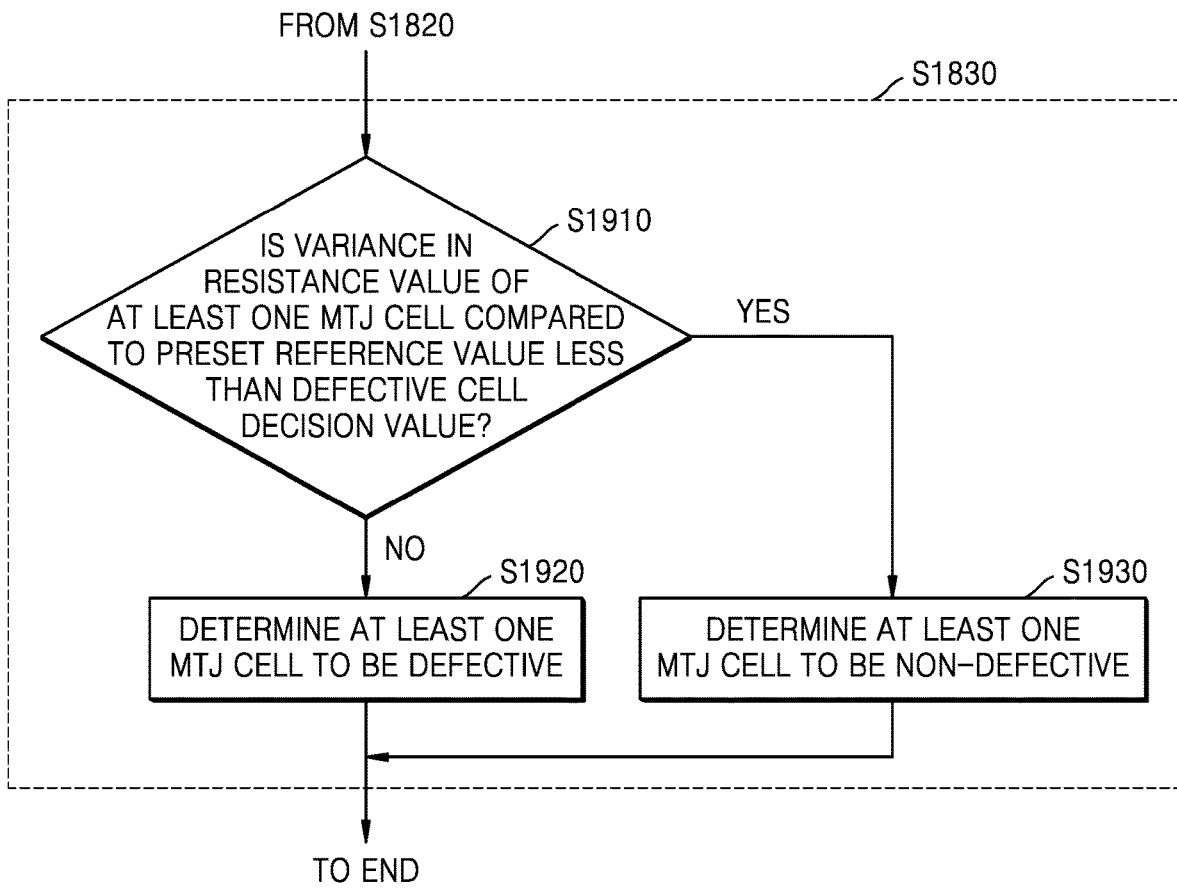 FROM S1820
S1830
S1910
IS VARIANCE IN
RESISTANCE VALUE OF
AT LEAST ONE MTJ CELL COMPARED
TO PRESET REFERENCE VALUE LESS
THAN DEFECTIVE CELL
DECISION VALUE?
YES
NO
S1920
DETERMINE AT LEAST ONE
MTJ CELL TO BE DEFECTIVE
S1930
DETERMINE AT LEAST ONE
MTJ CELL TO BE NON-DEFECTIVE
TO END